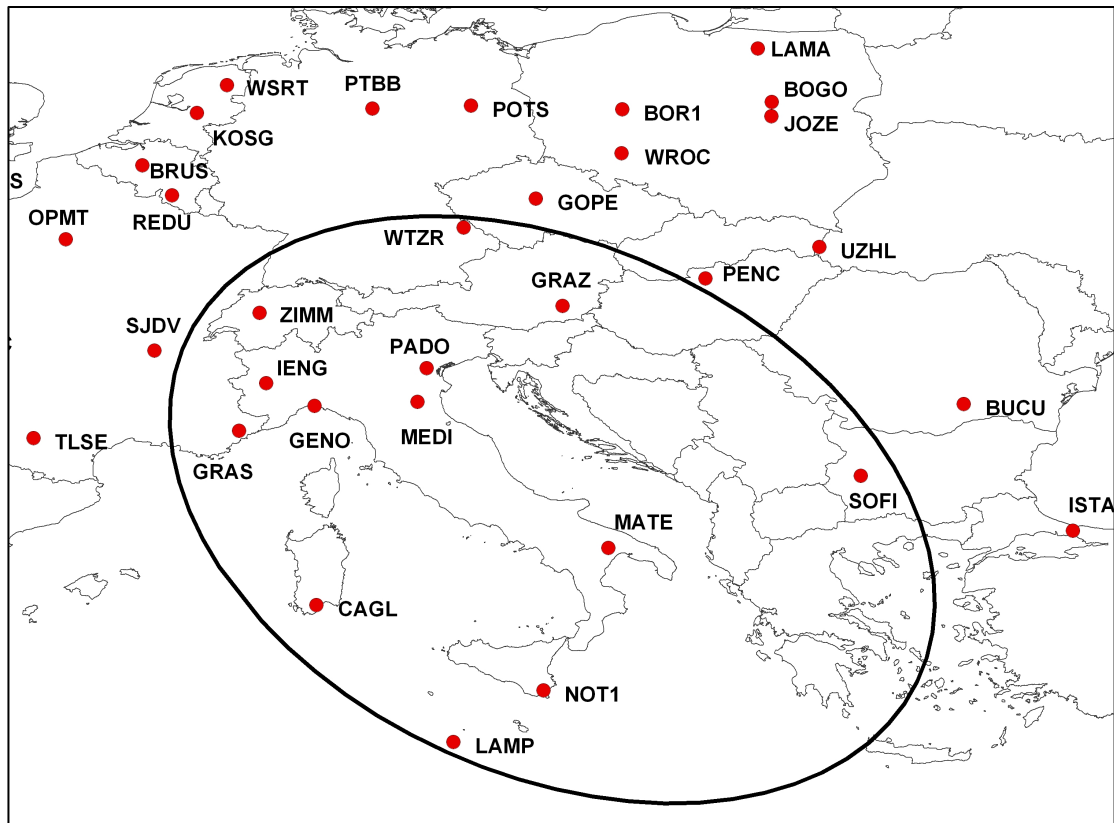 LAMA
WSRT
PTBB
BOGO
POTS
BOR1
KOSG
JOZE
WROC
BRUS
S
GOPE
REDU
OPMT
WTZR
UZHL
PENC
GRAZ
ZIMM
SJDV
PADO
IENG
BUCU
MEDI
GENO
TLSE
GRAS
SOFI
ISTA
MATE
CAGL
NOT1
LAMP